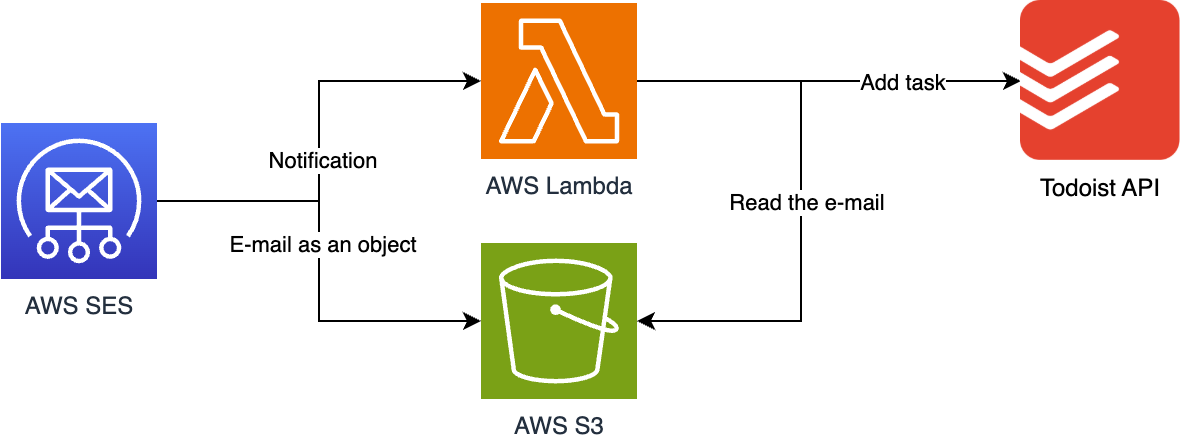 Add task
Notification
AWS Lambda
Todoist API
Read the e-mail
E-mail as an object
AWS SES
AWS S3